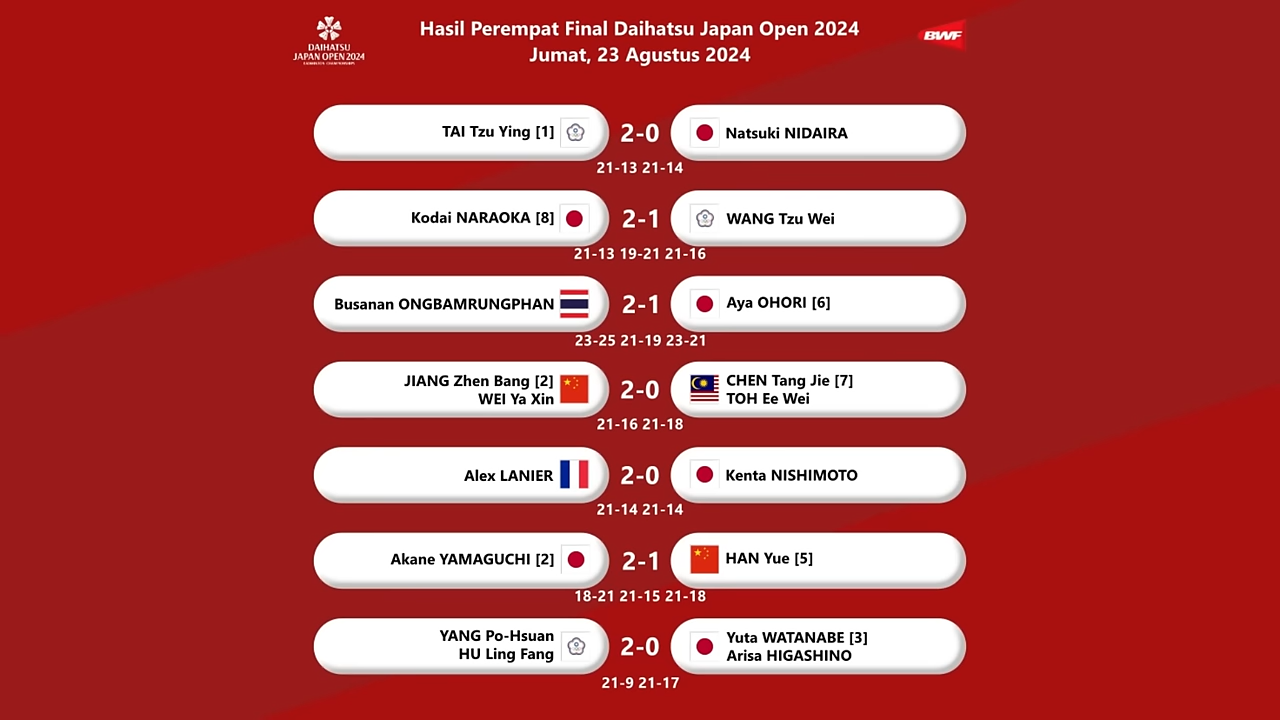 Hasil Perempat Final Daihatsu Japan Open 2024
Jumat, 23 Agustus 2024
DAIHATSU
JAPAN OPEN 2024
BWF
TAI Tzu Ying [1] 2-0 Natsuki NIDAIRA
21-13 21-14
Kodai NARAOKA [8] 2-1 WANG Tzu Wei
21-13 19-21 21-16
Busanan ONGBAMRUNGPHAN 2-1 Aya OHORI [6]
23-25 21-19 23-21
JIANG Zhen Bang [2]
WEI Ya Xin
2-0
CHEN Tang Jie [7]
TOH Ee Wei
21-16 21-18
Alex LANIER 2-0 Kenta NISHIMOTO
21-14 21-14
Akane YAMAGUCHI [2] 2-1 HAN Yue [5]
18-21 21-15 21-18
YANG Po-Hsuan
HU Ling Fang
2-0
Yuta WATANABE [3]
Arisa HIGASHINO
21-9 21-17